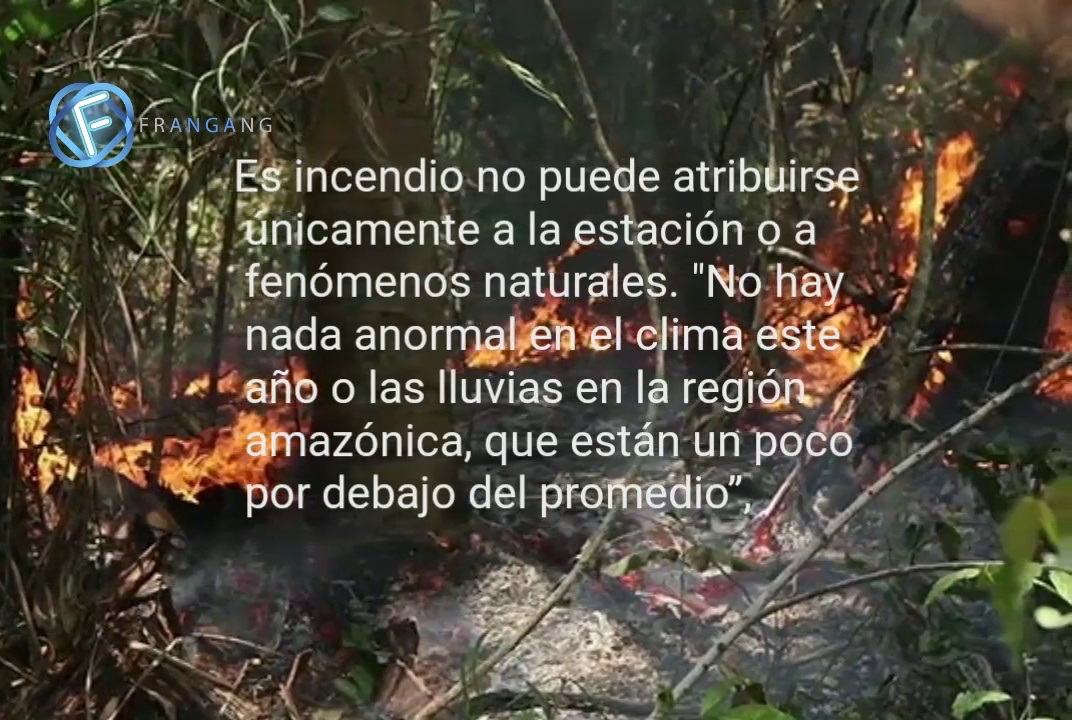 FRANGANG
Es incendio no puede atribuirse
únicamente a la estación o a
fenómenos naturales. "No hay
nada anormal en el clima este
año o las lluvias en la región
amazónica, que están un poco
por debajo del promedio”,